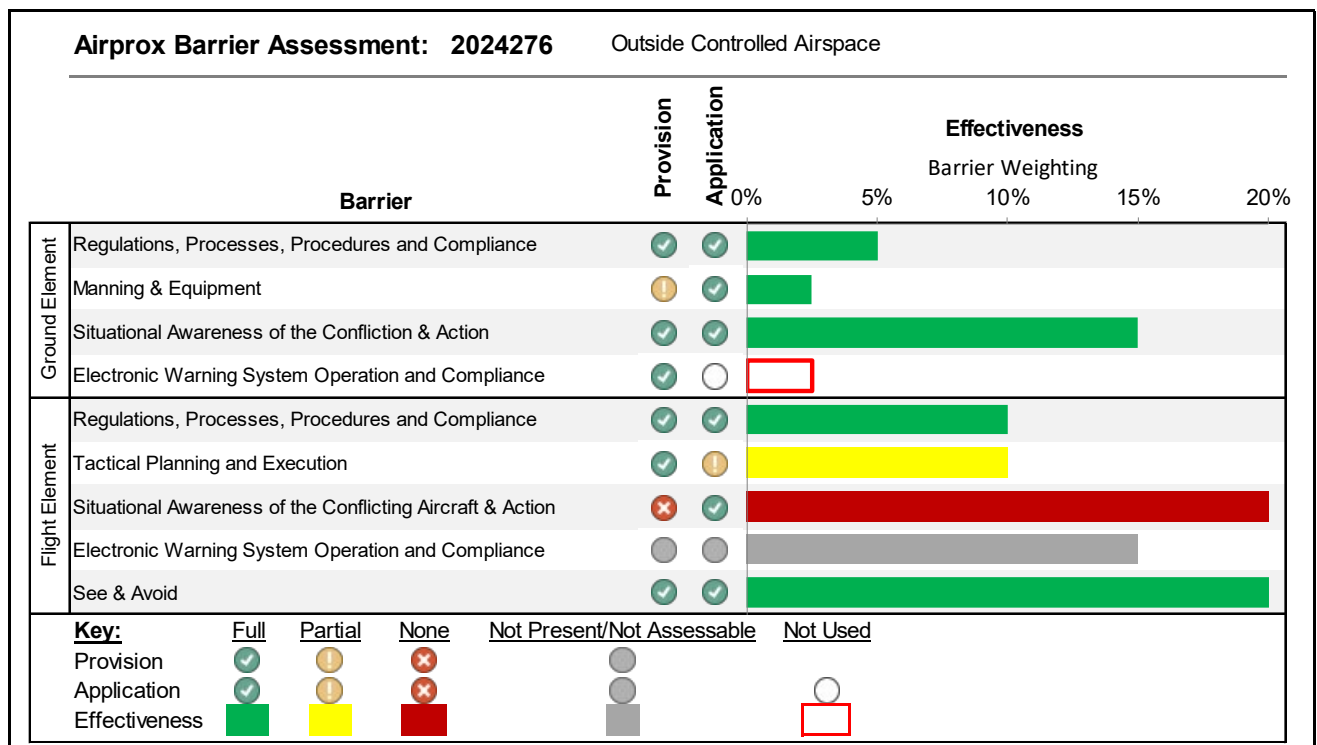 Airprox Barrier Assessment: 2024276 Outside Controlled Airspace
Provision
Application
Effectiveness
Barrier Weighting
Barrier
0% 5% 10% 15% 20%
Ground Element
Regulations, Processes, Procedures and Compliance
Manning & Equipment
Situational Awareness of the Confliction & Action
Electronic Warning System Operation and Compliance
Flight Element
Regulations, Processes, Procedures and Compliance
Tactical Planning and Execution
Situational Awareness of the Conflicting Aircraft & Action
Electronic Warning System Operation and Compliance
See & Avoid
Key: Full Partial None Not Present/Not Assessable Not Used
Provision
Application
Effectiveness